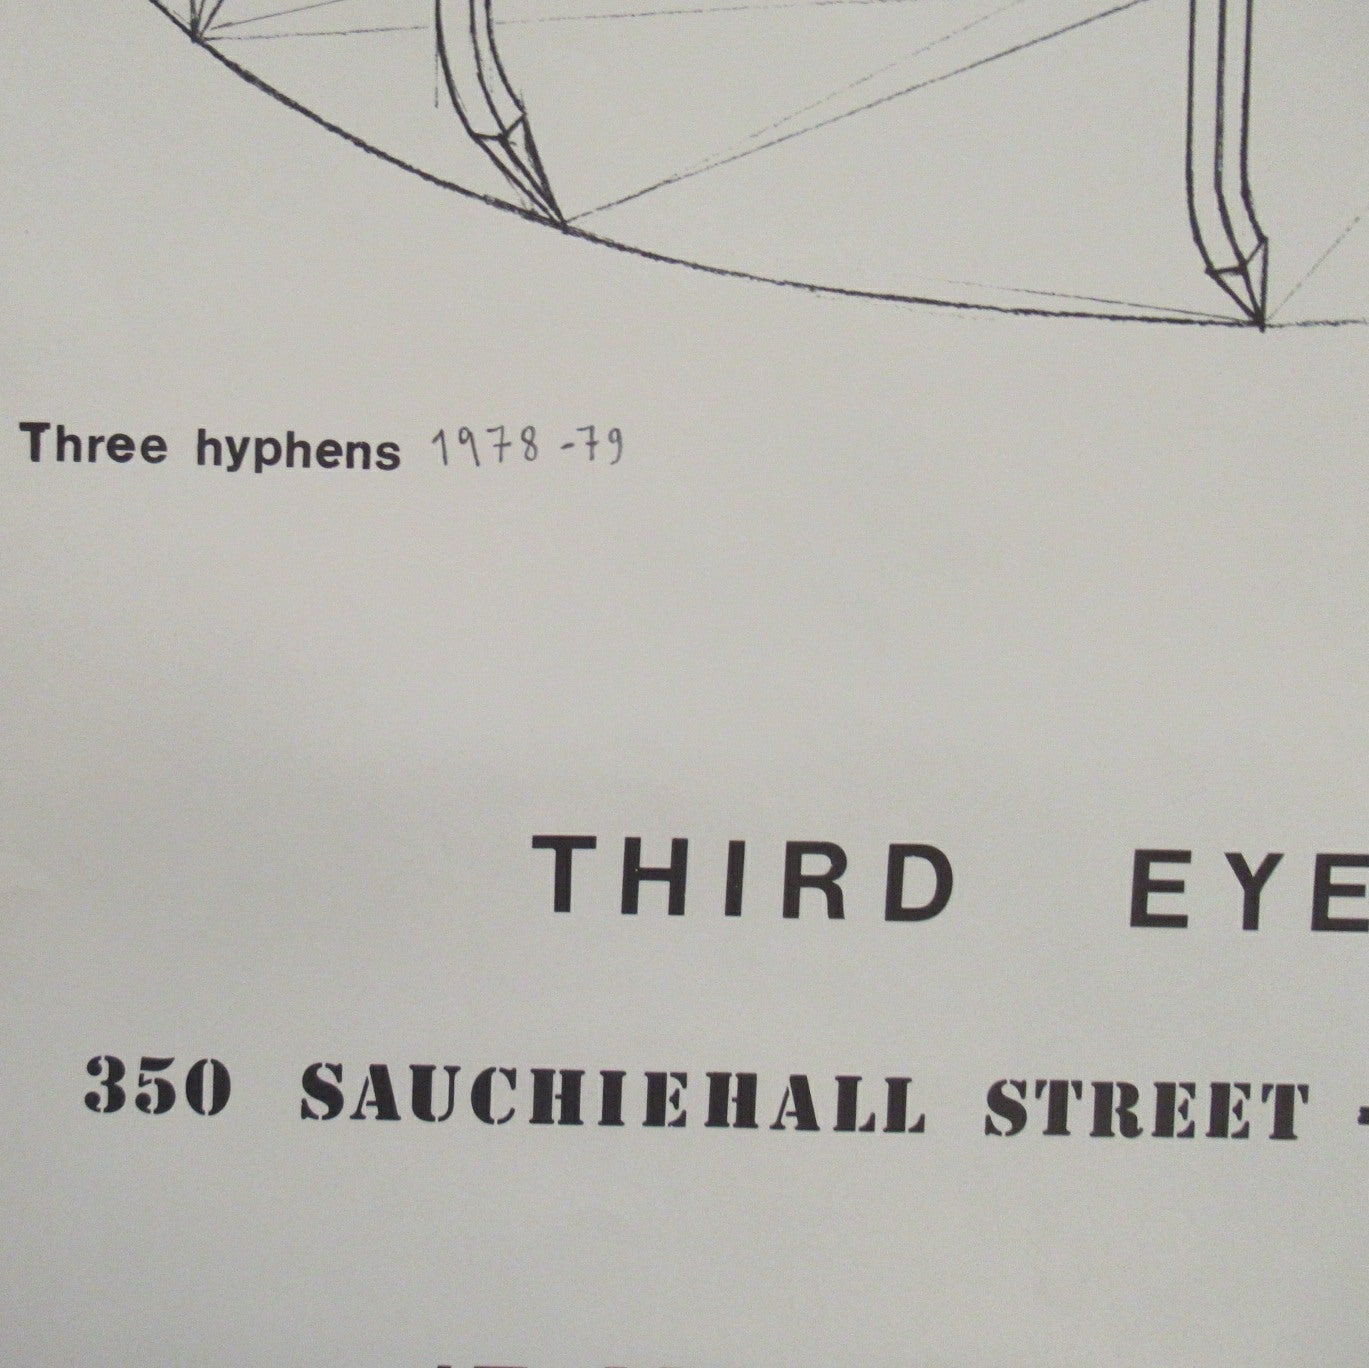 Three hyphens 1978-79
THIRD EYE
350 SAUCHIEHALL STREET